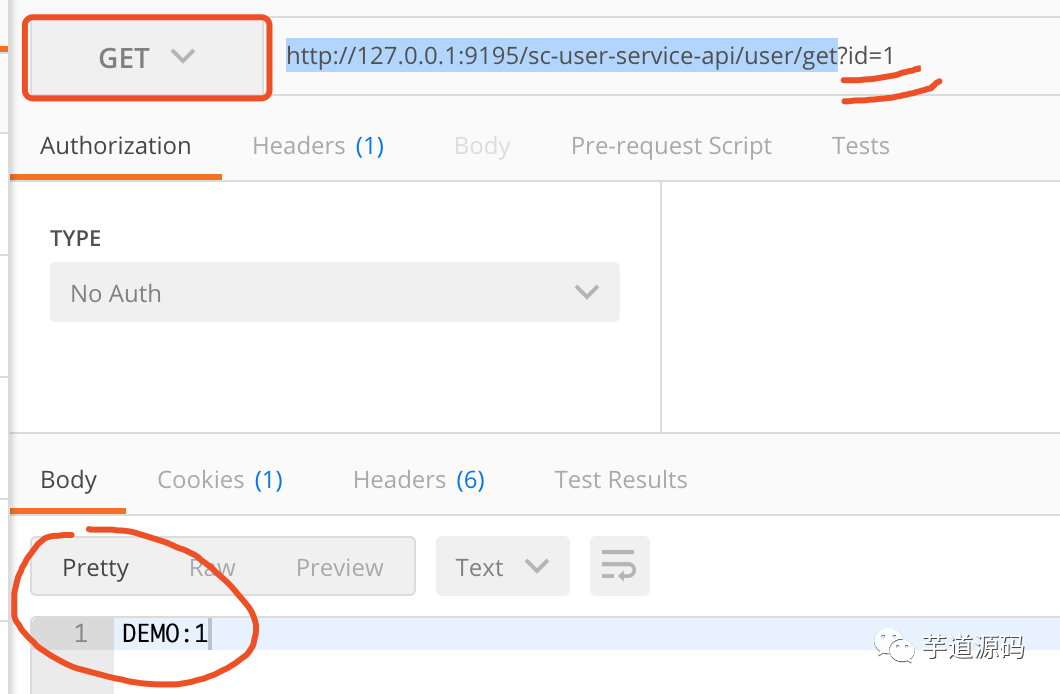 GET http://127.0.0.1:9195/sc-user-service-api/user/get?id=1
Authorization Headers (1) Body Pre-request Script Tests
TYPE
No Auth
Body Cookies (1) Headers (6) Test Results
Pretty Raw Preview Text
1 DEMO:1
芋道源码